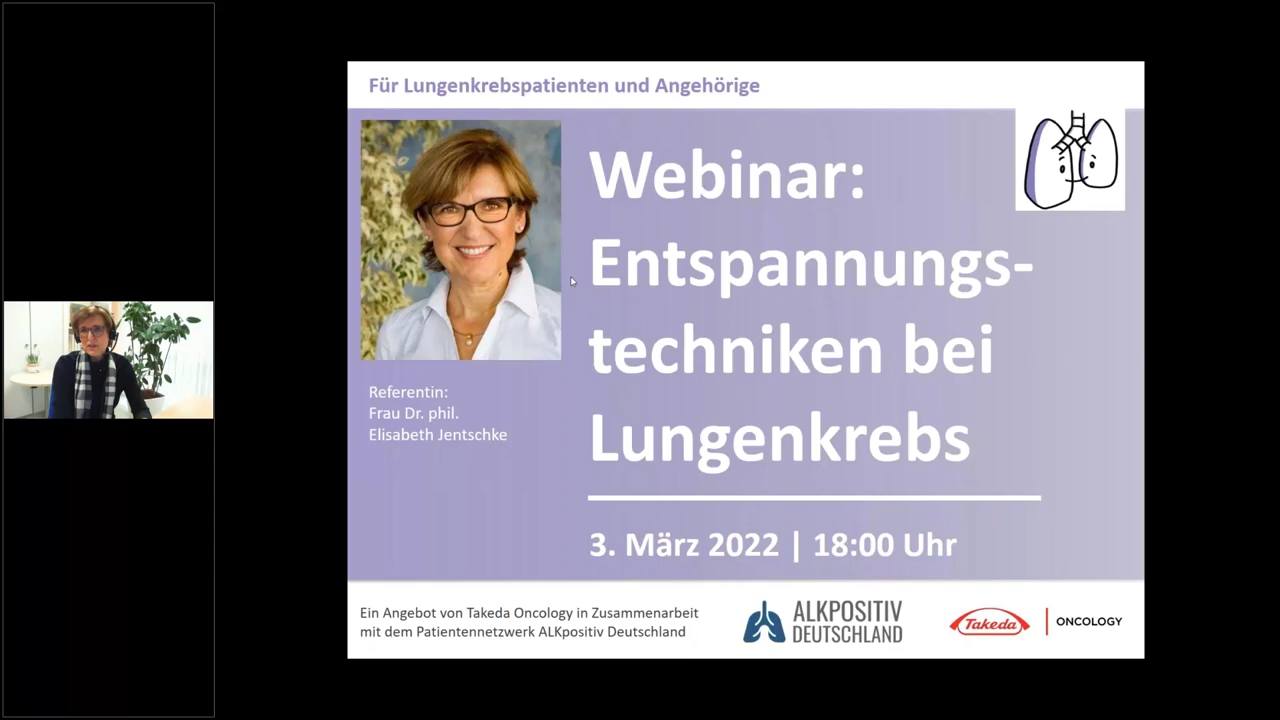 Für Lungenkrebspatienten und Angehörige
Webinar:
Entspannungs-
techniken bei
Lungenkrebs
3. März 2022 | 18:00 Uhr
Referentin:
Frau Dr. phil.
Elisabeth Jentschke
Ein Angebot von Takeda Oncology in Zusammenarbeit
mit dem Patientennetzwerk ALKpositiv Deutschland
ALKPOSITIV
DEUTSCHLAND
Takeda
ONCOLOGY